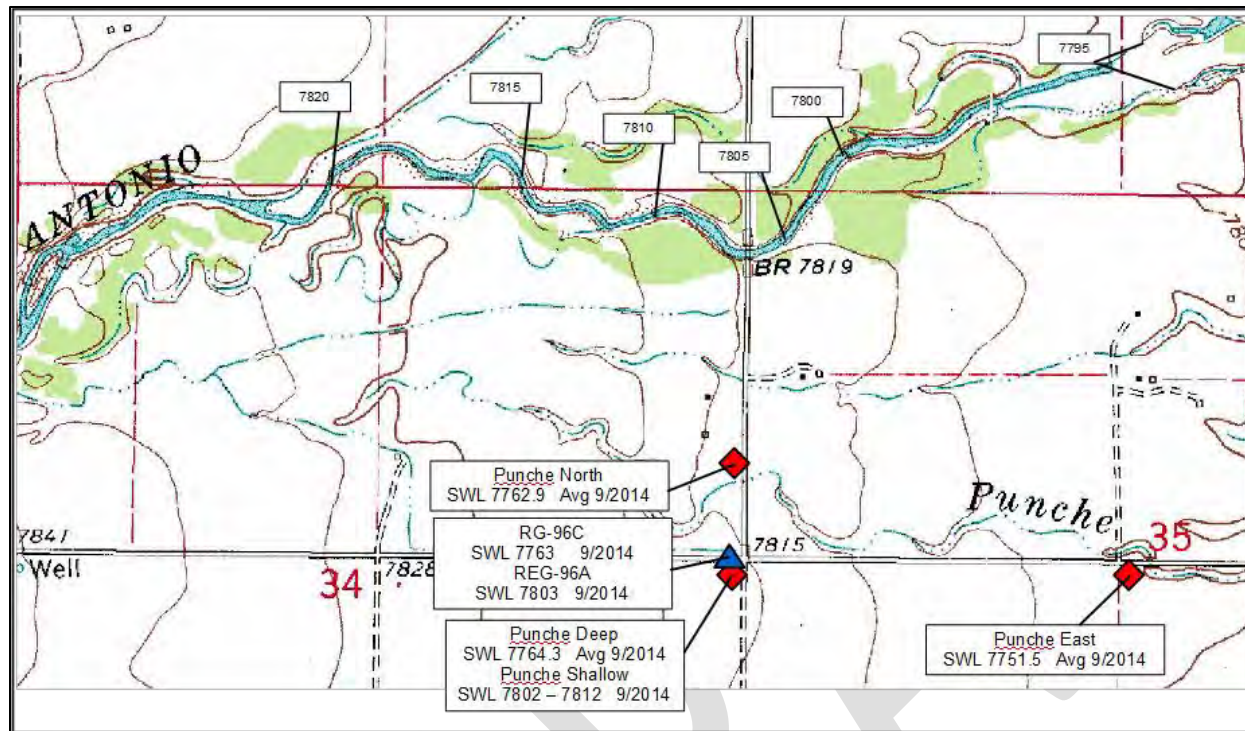 7795
7820
7815
7800
7810
7805
ANTONIO
BR 7819
Punche North
SWL 7762.9 Avg 9/2014
Punche
RG-96C
SWL 7763 9/2014
REG-96A
SWL 7803 9/2014
7841
Well
34
7828
7815
35
Punche Deep
SWL 7764.3 Avg 9/2014
Punche Shallow
SWL 7802 – 7812 9/2014
Punche East
SWL 7751.5 Avg 9/2014